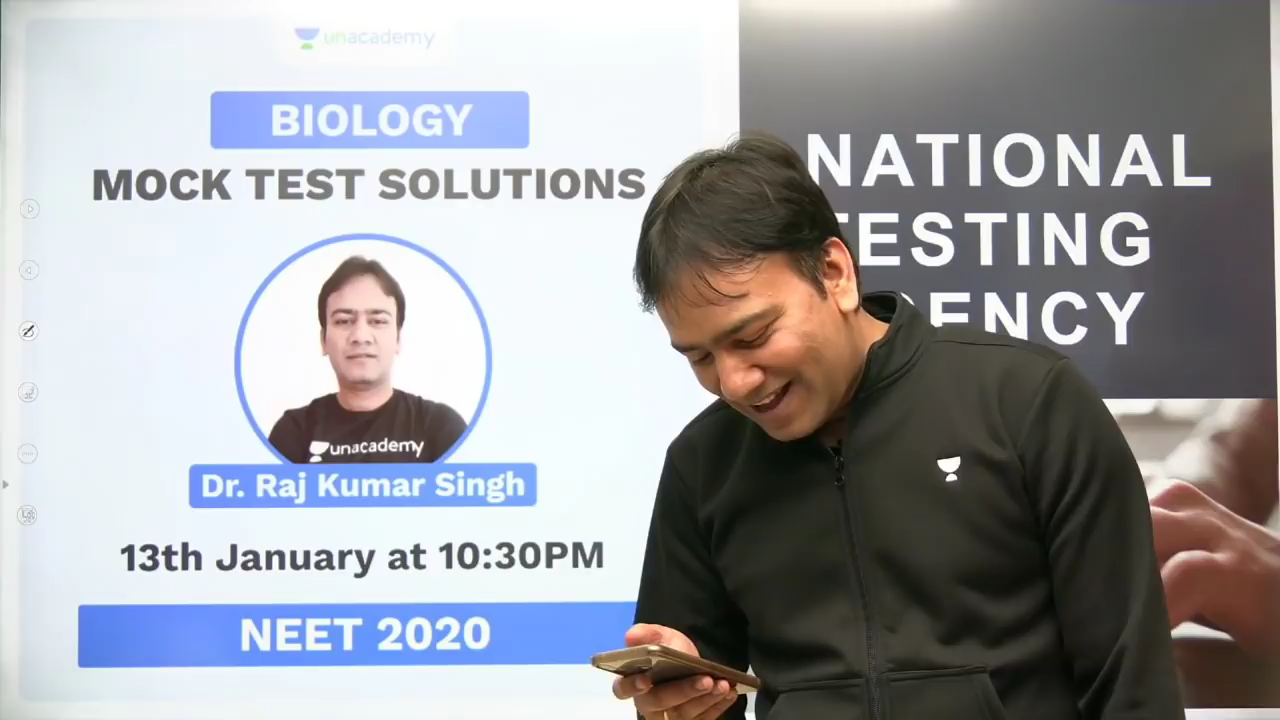 unacademy
BIOLOGY
MOCK TEST SOLUTIONS
unacademy
Dr. Raj Kumar Singh
13th January at 10:30PM
NEET 2020
NATIONAL
TESTING
ENCY